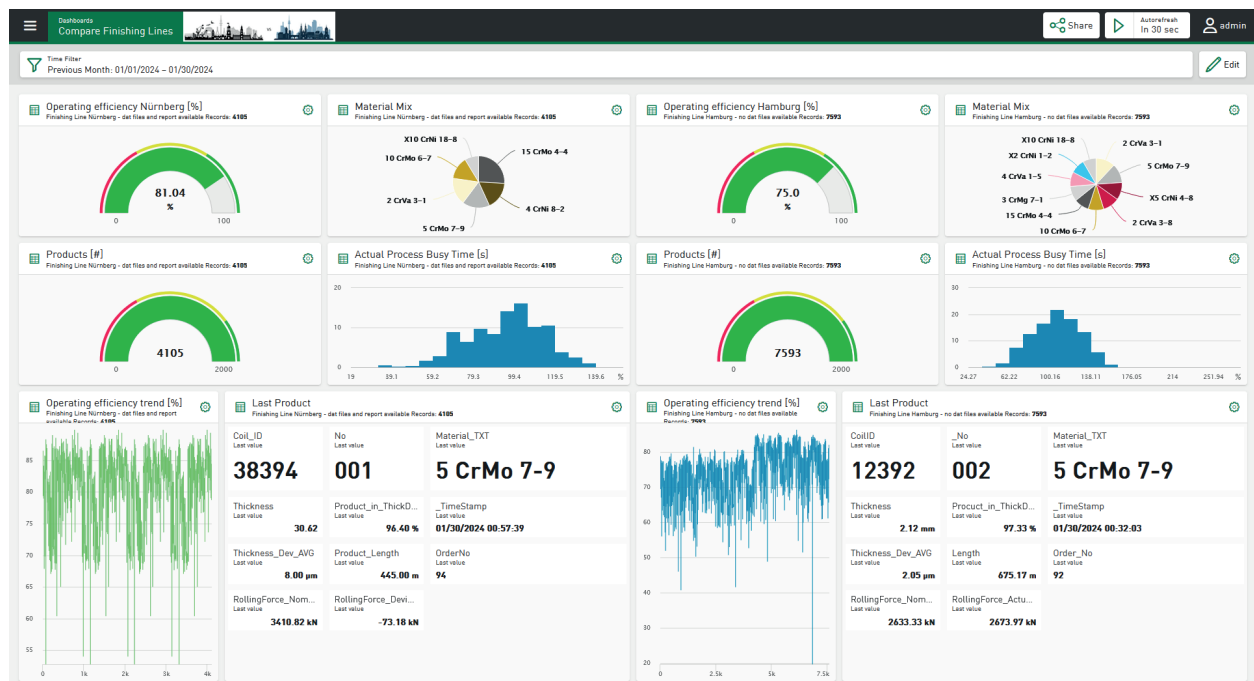 Dashboards
Compare Finishing Lines
vs
Share
Autorefresh
In 30 sec
admin
Time Filter
Previous Month: 01/01/2024 – 01/30/2024
Edit
Operating efficiency Nürnberg [%]
Finishing Line Nürnberg - dat files and report available Records: 4105
81.04
%
0
100
Material Mix
Finishing Line Nürnberg - dat files and report available Records: 4105
X10 CrNi 18-8
10 CrMo 6-7
15 CrMo 4-4
2 CrVa 3-1
4 CrNi 8-2
5 CrMo 7-9
Operating efficiency Hamburg [%]
Finishing Line Hamburg - no dat files available Records: 7593
75.0
%
0
100
Material Mix
Finishing Line Hamburg - no dat files available Records: 7593
X10 CrNi 18-8
2 CrVa 3-1
X2 CrNi 1-2
5 CrMo 7-9
4 CrVa 1-5
3 CrMg 7-1
X5 CrNi 4-8
15 CrMo 4-4
2 CrVa 3-8
10 CrMo 6-7
Products [#]
Finishing Line Nürnberg - dat files and report available Records: 4105
4105
0
2000
Actual Process Busy Time [s]
Finishing Line Nürnberg - dat files and report available Records: 4105
20
10
0
19 39.1 59.2 79.3 99.4 119.5 139.6 %
Products [#]
Finishing Line Hamburg - no dat files available Records: 7593
7593
0
2000
Actual Process Busy Time [s]
Finishing Line Hamburg - no dat files available Records: 7593
30
20
10
0
24.27 62.22 100.16 138.11 176.05 214 251.94 %
Operating efficiency trend [%]
Finishing Line Nürnberg - dat files and report
available Records: 4105
85
80
75
70
65
60
55
0 1k 2k 3k 4k
Last Product
Finishing Line Nürnberg - dat files and report available Records: 4105
Coil_ID
Last value
38394
No
Last value
001
Material_TXT
Last value
5 CrMo 7-9
Thickness
Last value
30.62
Product_in_ThickD...
Last value
96.40 %
_TimeStamp
Last value
01/30/2024 00:57:39
Thickness_Dev_AVG
Last value
8.00 µm
Product_Length
Last value
445.00 m
OrderNo
Last value
94
RollingForce_Nom...
Last value
3410.82 kN
RollingForce_Devi...
Last value
-73.18 kN
Operating efficiency trend [%]
Finishing Line Hamburg - no dat files available
Records: 7593
80
70
60
50
40
30
20
0 2.5k 5k 7.5k
Last Product
Finishing Line Hamburg - no dat files available Records: 7593
CoilID
Last value
12392
_No
Last value
002
Material_TXT
Last value
5 CrMo 7-9
Thickness
Last value
2.12 mm
Procuct_in_ThickD...
Last value
97.33 %
_TimeStamp
Last value
01/30/2024 00:32:03
Thickness_Dev_AVG
Last value
2.05 µm
Length
Last value
675.17 m
Order_No
Last value
92
RollingForce_Nom...
Last value
2633.33 kN
RollingForce_Actu...
Last value
2673.97 kN